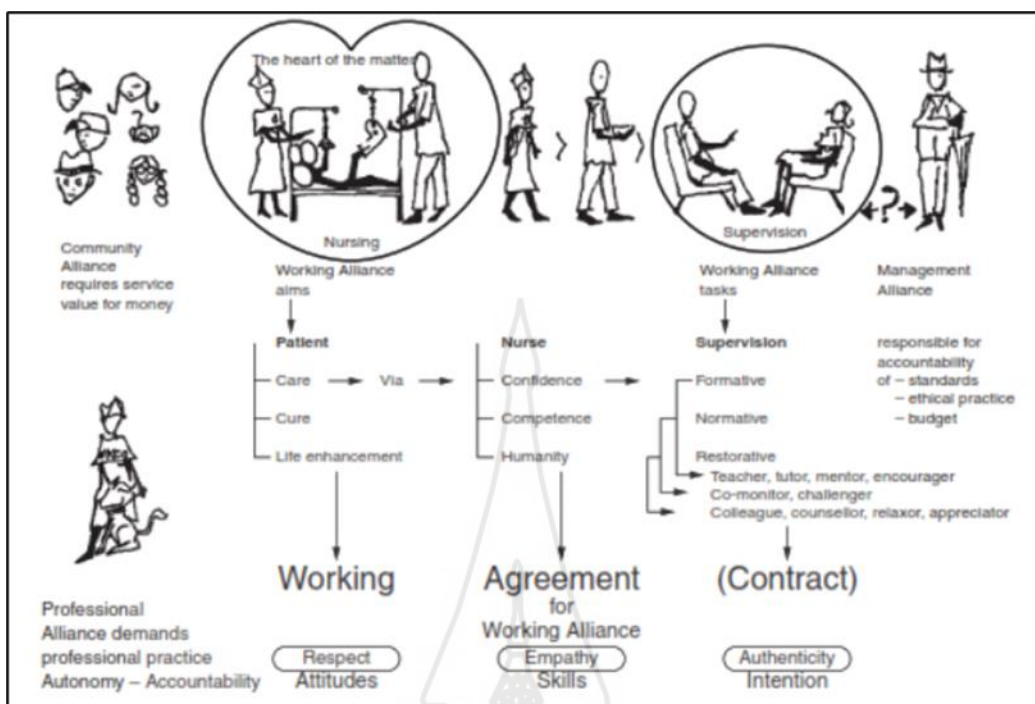 The heart of the matter
Nursing
Supervision
?
Community
Alliance
requires service
value for money
Working Alliance
aims
Working Alliance
tasks
Management
Alliance
Patient
Care
Via
Cure
Life enhancement
Nurse
Confidence
Competence
Humanity
Supervision
Formative
Normative
Restorative
Teacher, tutor, mentor, encourager
Co-monitor, challenger
Colleague, counsellor, relaxor, appreciator
responsible for
accountability
of – standards
– ethical practice
– budget
Working
Agreement
for
Working Alliance
(Contract)
Professional
Alliance demands
professional practice
Autonomy – Accountability
Respect
Attitudes
Empathy
Skills
Authenticity
Intention